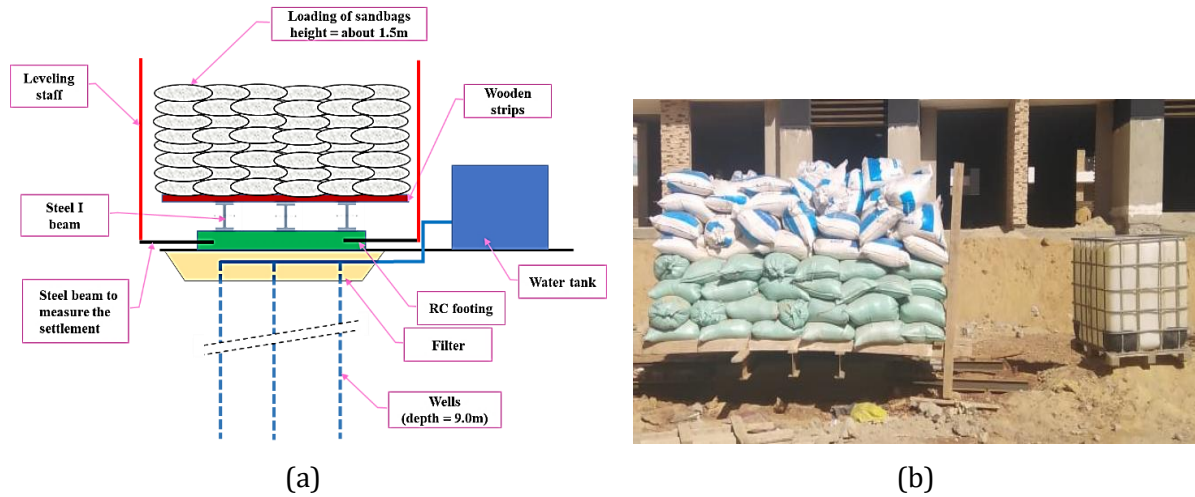 Loading of sandbags
height = about 1.5m
Leveling
staff
Wooden
strips
Steel I
beam
Water tank
Steel beam to
measure the
settlement
RC footing
Filter
Wells
(depth = 9.0m)
(a)
(b)